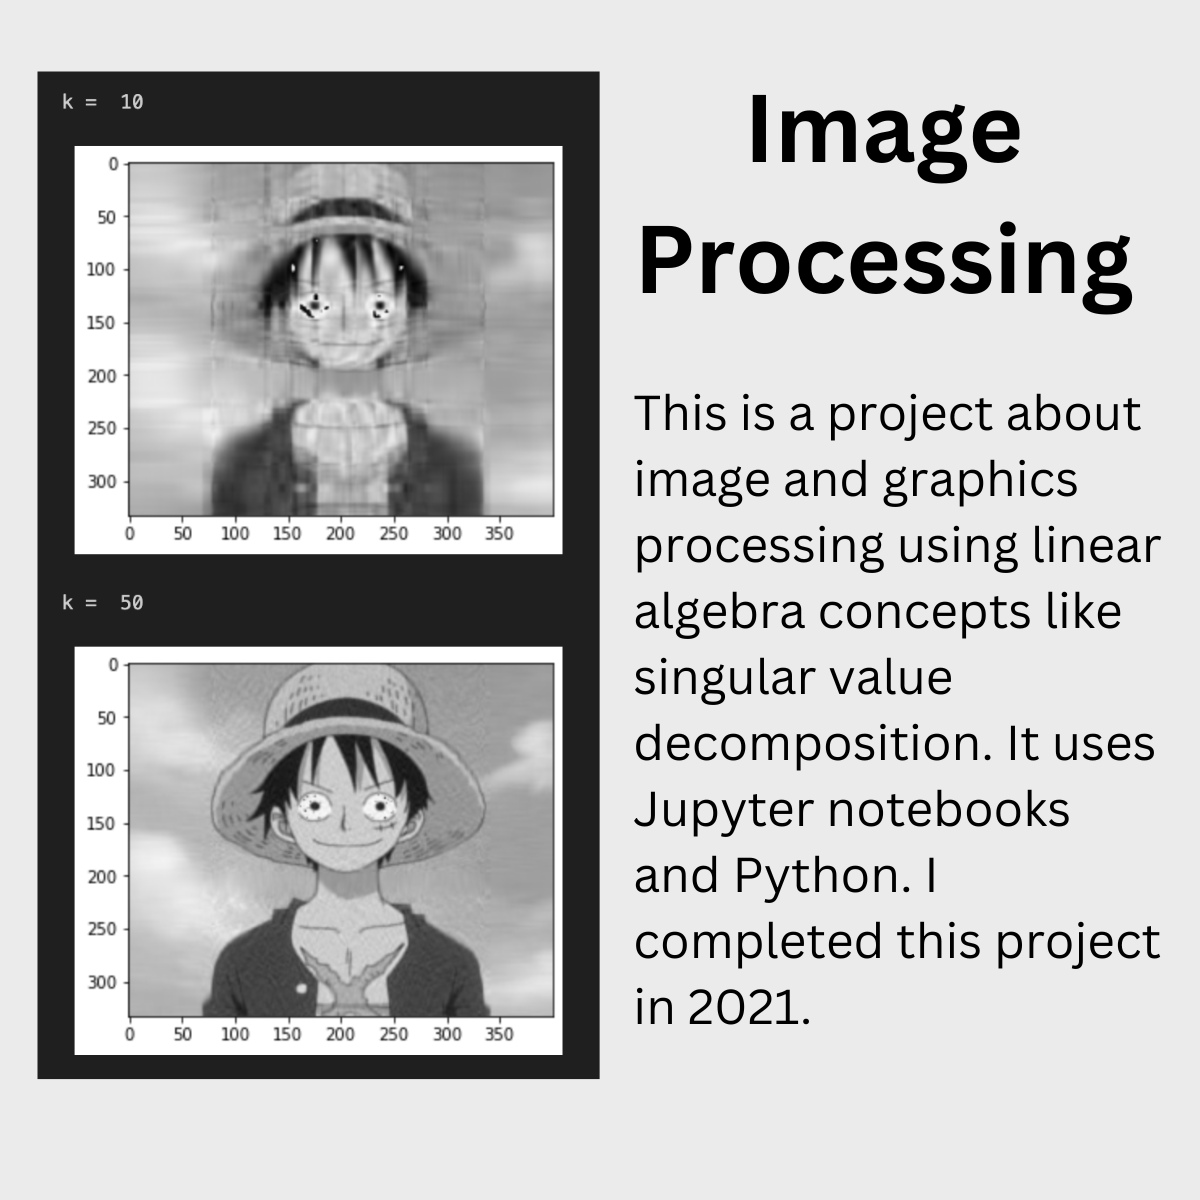 k =  10
0
50
100
150
200
250
300
0 50 100 150 200 250 300 350
k =  50
0
50
100
150
200
250
300
0 50 100 150 200 250 300 350
Image
Processing
This is a project about
image and graphics
processing using linear
algebra concepts like
singular value
decomposition. It uses
Jupyter notebooks
and Python. I
completed this project
in 2021.